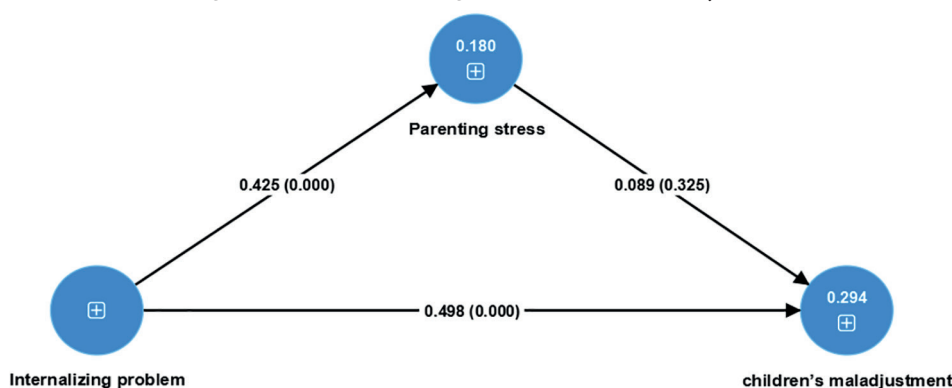 0.180
Parenting stress
0.425 (0.000)
0.089 (0.325)
0.498 (0.000)
0.294
Internalizing problem
children's maladjustment